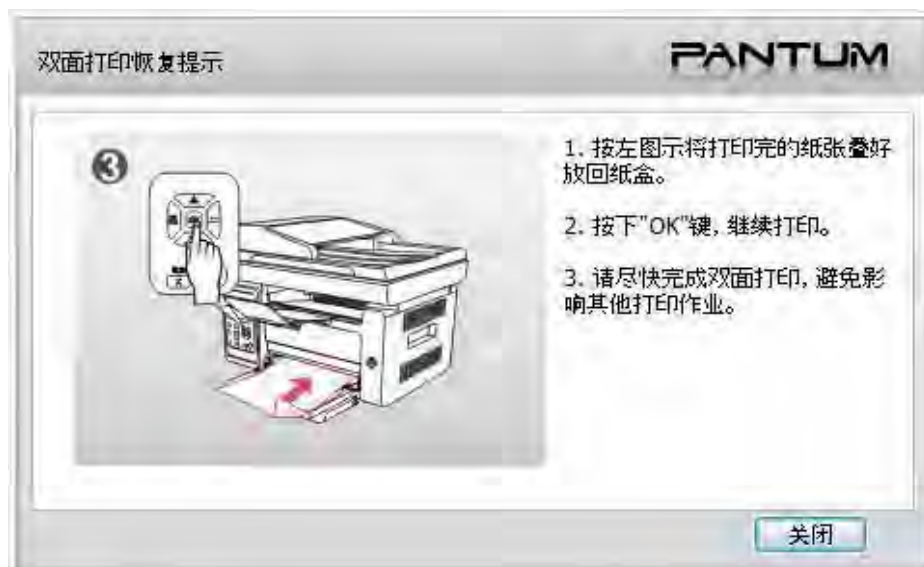 双面打印恢复提示
PANTUM
3
1. 按左图示将打印完的纸张叠好
放回纸盒。
2. 按下"OK"键, 继续打印。
3. 请尽快完成双面打印, 避免影
响其他打印作业。
关闭